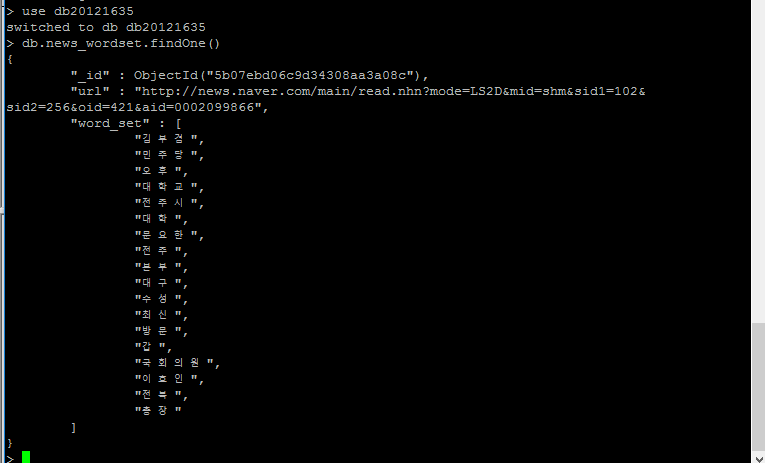 > use db20121635
switched to db db20121635
> db.news_wordset.findOne()
{
"_id" : ObjectId("5b07ebd06c9d34308aa3a08c"),
"url" : "http://news.naver.com/main/read.nhn?mode=LS2D&mid=shm&sid1=102&
sid2=256&oid=421&aid=0002099866",
"word_set" : [
"김부겸",
"민주당",
"오후",
"대학교",
"전주시",
"대학",
"문요한",
"전주",
"본부",
"대구",
"수성",
"최신",
"방문",
"갑",
"국회의원",
"이호인",
"전북",
"총장"
]
}
>